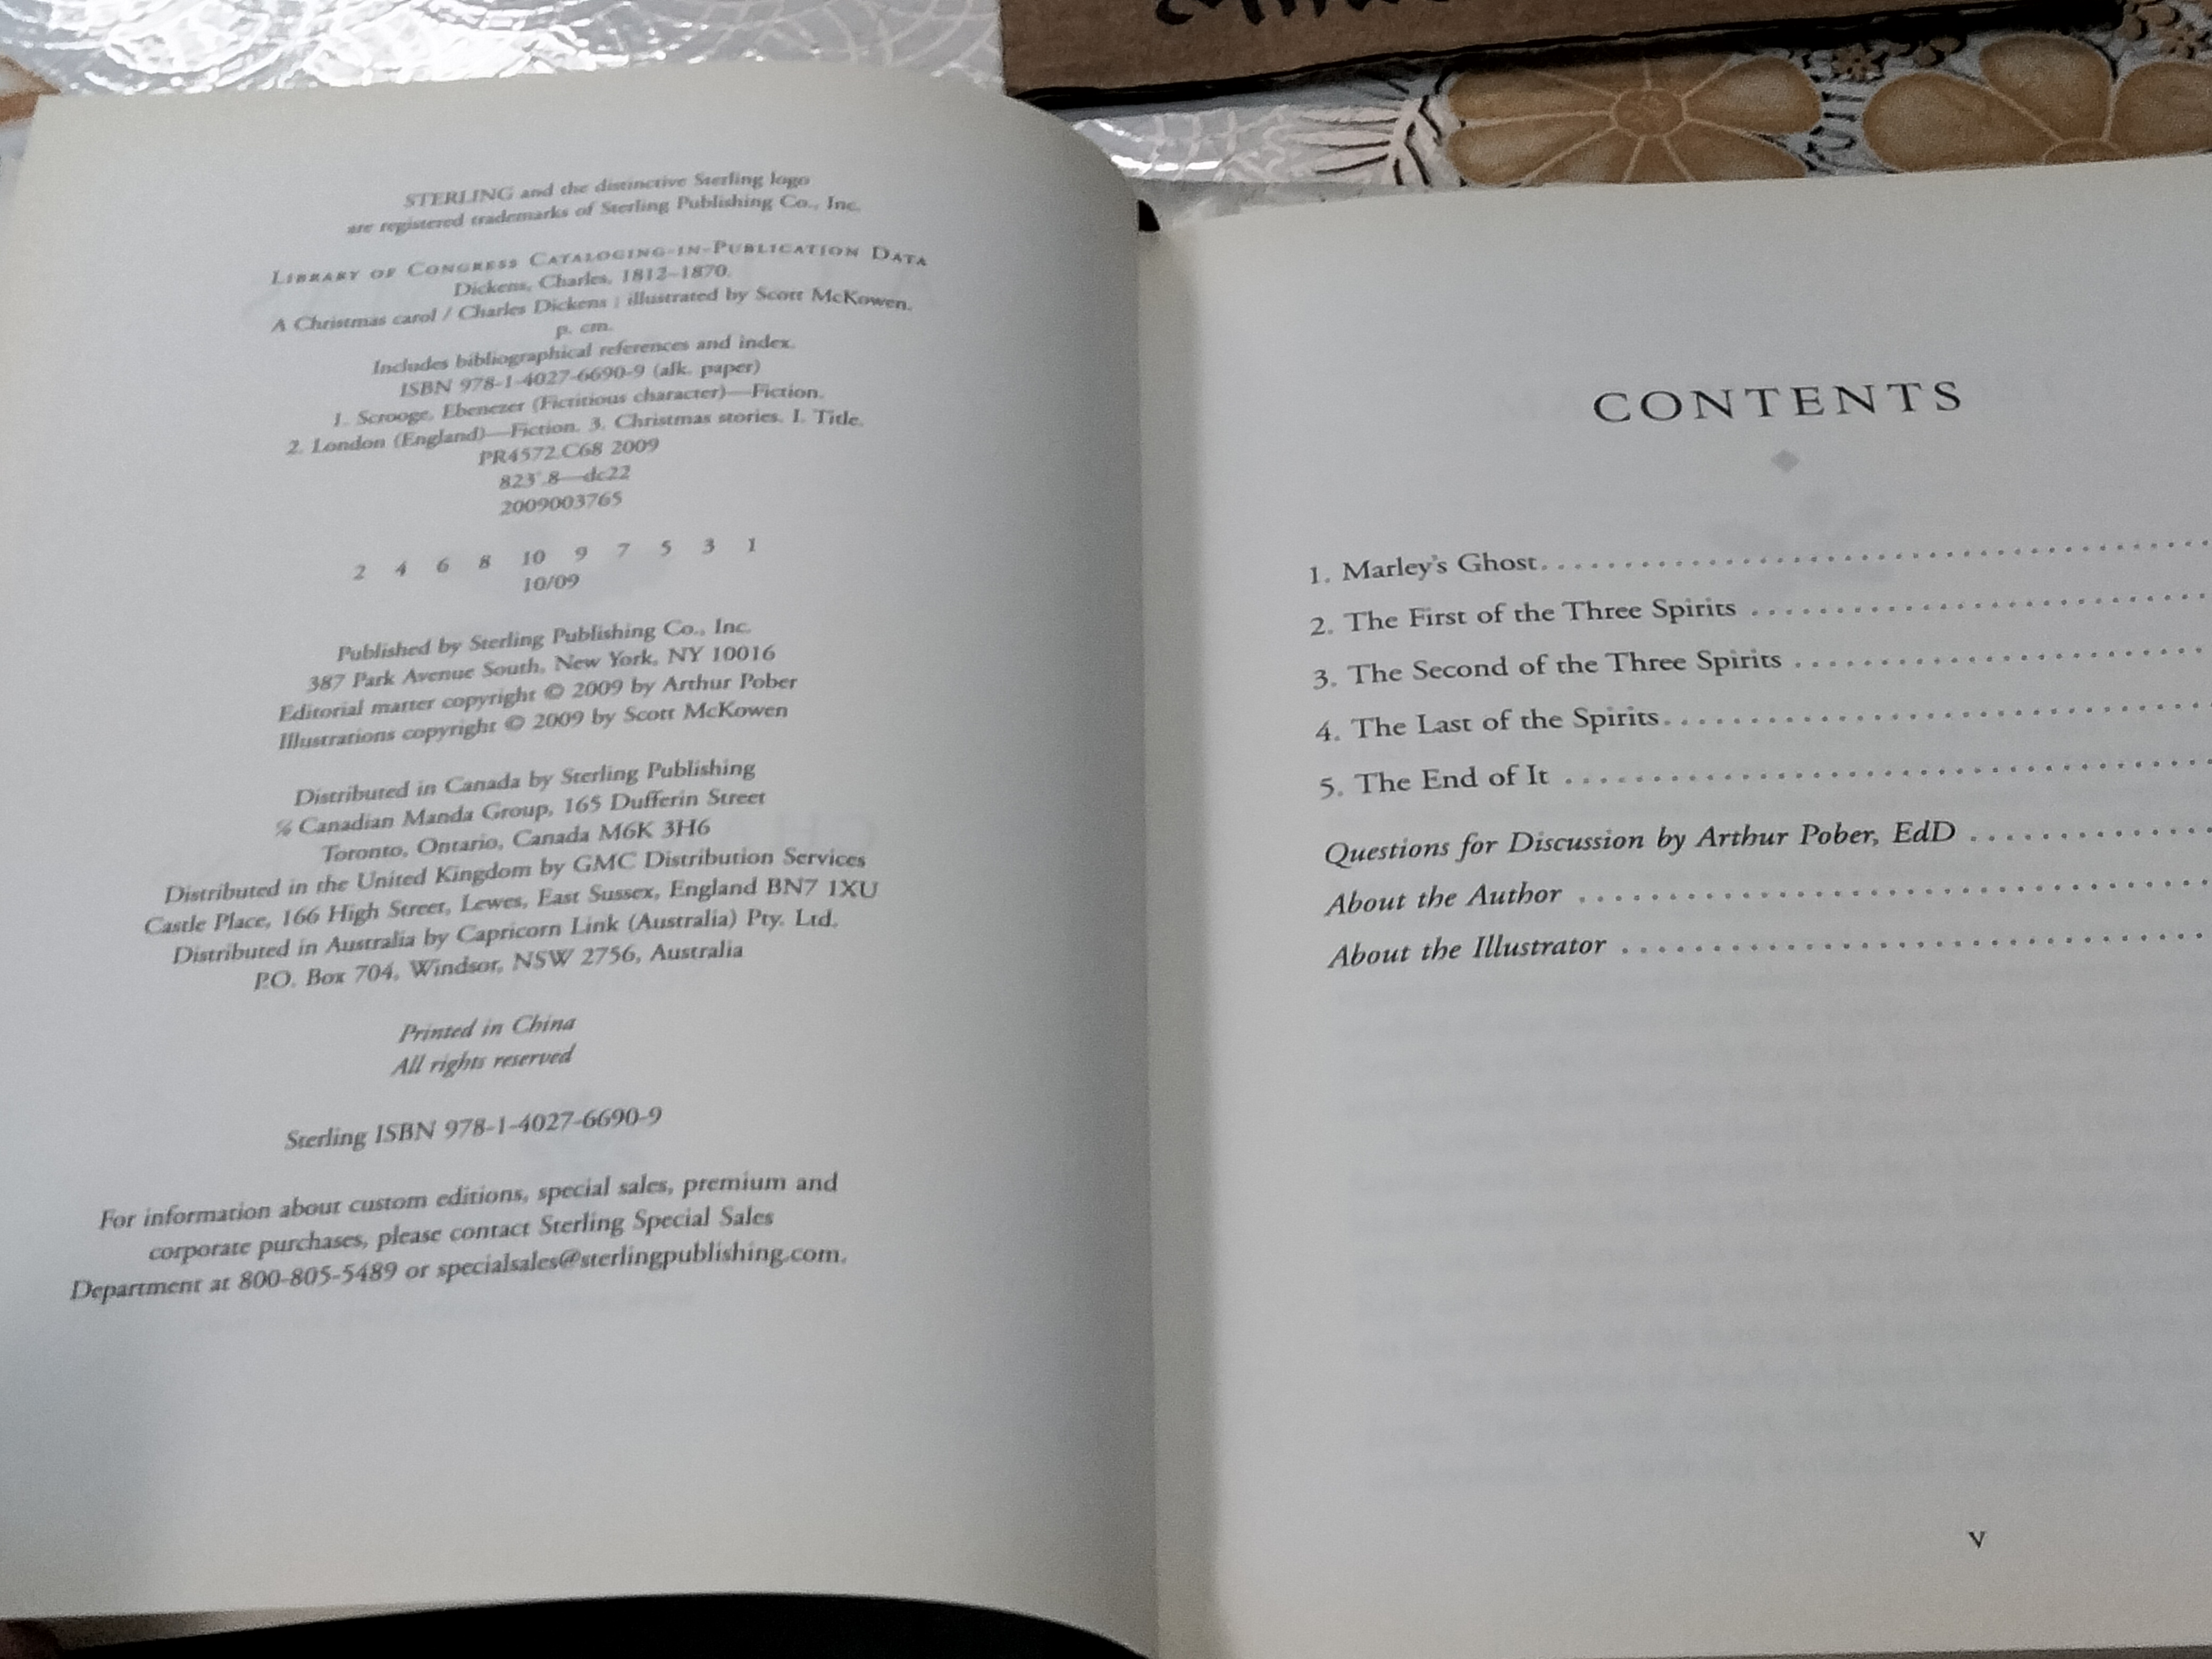 STERLING and the distinctive Sterling logo
are registered trademarks of Sterling Publishing Co., Inc.
LIBRARY OF CONGRESS CATALOGING-IN-PUBLICATION DATA
Dickens, Charles, 1812–1870.
A Christmas carol / Charles Dickens ; illustrated by Scott McKowen.
p. cm.
Includes bibliographical references and index.
ISBN 978-1-4027-6690-9 (alk. paper)
1. Scrooge, Ebenezer (Fictitious character)—Fiction.
2. London (England)—Fiction. 3. Christmas stories. I. Title.
PR4572.C68 2009
823'.8—dc22
2009003765
2 4 6 8 10 9 7 5 3 1
10/09
Published by Sterling Publishing Co., Inc.
387 Park Avenue South, New York, NY 10016
Editorial matter copyright © 2009 by Arthur Pober
Illustrations copyright © 2009 by Scott McKowen
Distributed in Canada by Sterling Publishing
℅ Canadian Manda Group, 165 Dufferin Street
Toronto, Ontario, Canada M6K 3H6
Distributed in the United Kingdom by GMC Distribution Services
Castle Place, 166 High Street, Lewes, East Sussex, England BN7 1XU
Distributed in Australia by Capricorn Link (Australia) Pty. Ltd.
P.O. Box 704, Windsor, NSW 2756, Australia
Printed in China
All rights reserved
Sterling ISBN 978-1-4027-6690-9
For information about custom editions, special sales, premium and
corporate purchases, please contact Sterling Special Sales
Department at 800-805-5489 or specialsales@sterlingpublishing.com.
CONTENTS
1. Marley's Ghost
2. The First of the Three Spirits
3. The Second of the Three Spirits
4. The Last of the Spirits
5. The End of It
Questions for Discussion by Arthur Pober, EdD
About the Author
About the Illustrator
v